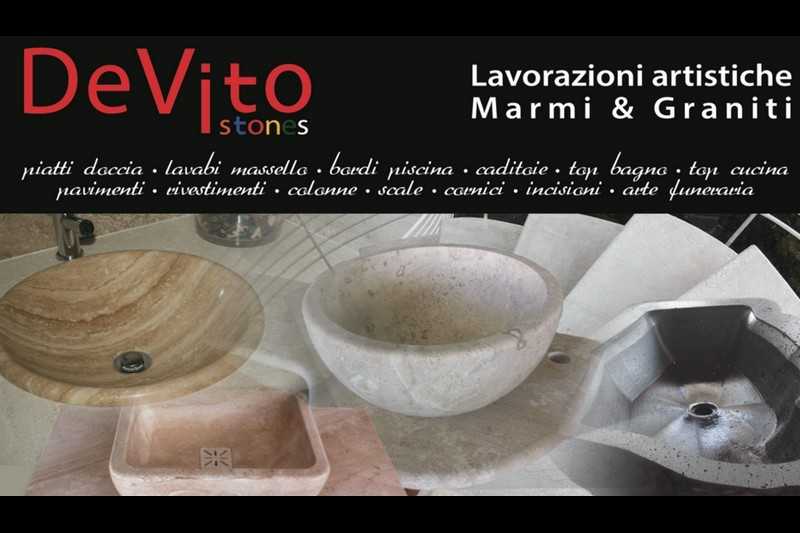 DeVito
stones
Lavorazioni artistiche
Marmi & Graniti
piatti doccia • lavabi massello • bordi piscina • caditoie • top bagno • top cucina
pavimenti • rivestimenti • colonne • scale • cornici • incisioni • arte funeraria